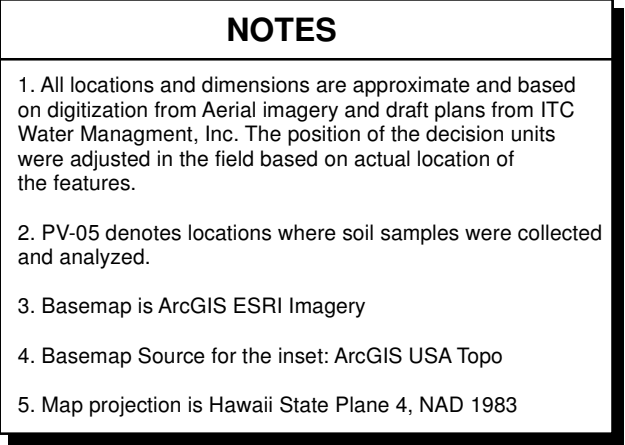 NOTES
1. All locations and dimensions are approximate and based
on digitization from Aerial imagery and draft plans from ITC
Water Managment, Inc. The position of the decision units
were adjusted in the field based on actual location of
the features.
2. PV-05 denotes locations where soil samples were collected
and analyzed.
3. Basemap is ArcGIS ESRI Imagery
4. Basemap Source for the inset: ArcGIS USA Topo
5. Map projection is Hawaii State Plane 4, NAD 1983